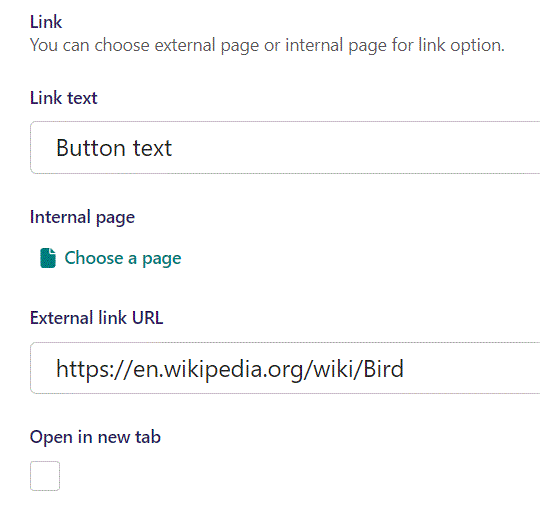 Link
You can choose external page or internal page for link option.
Link text
Button text
Internal page
Choose a page
External link URL
https://en.wikipedia.org/wiki/Bird
Open in new tab